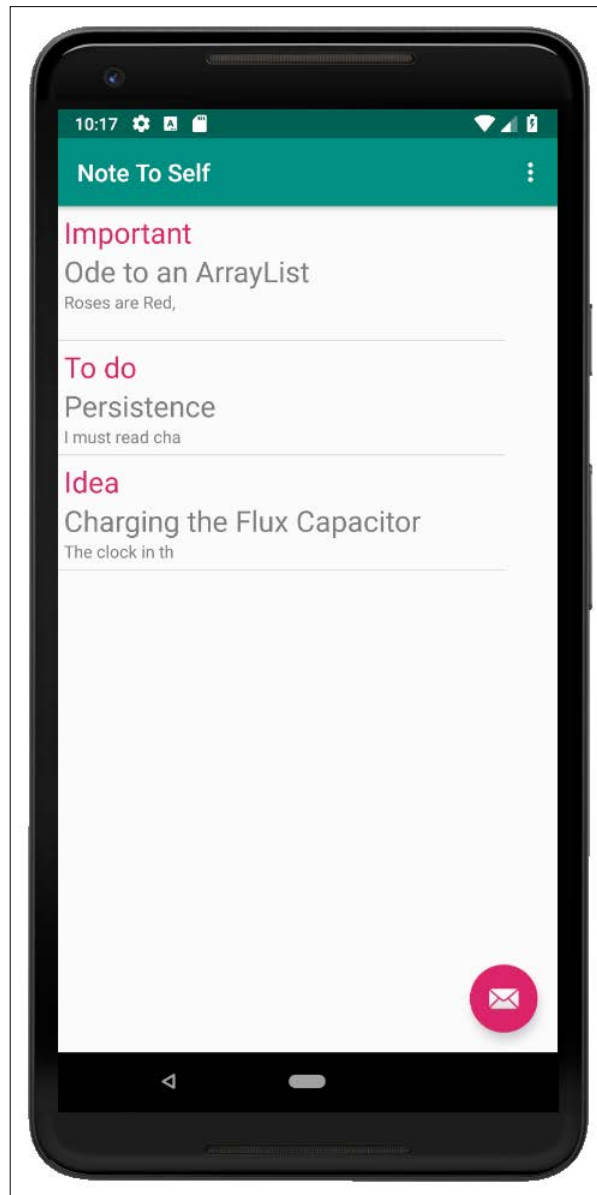 10:17
Note To Self
Important
Ode to an ArrayList
Roses are Red,
To do
Persistence
I must read cha
Idea
Charging the Flux Capacitor
The clock in th